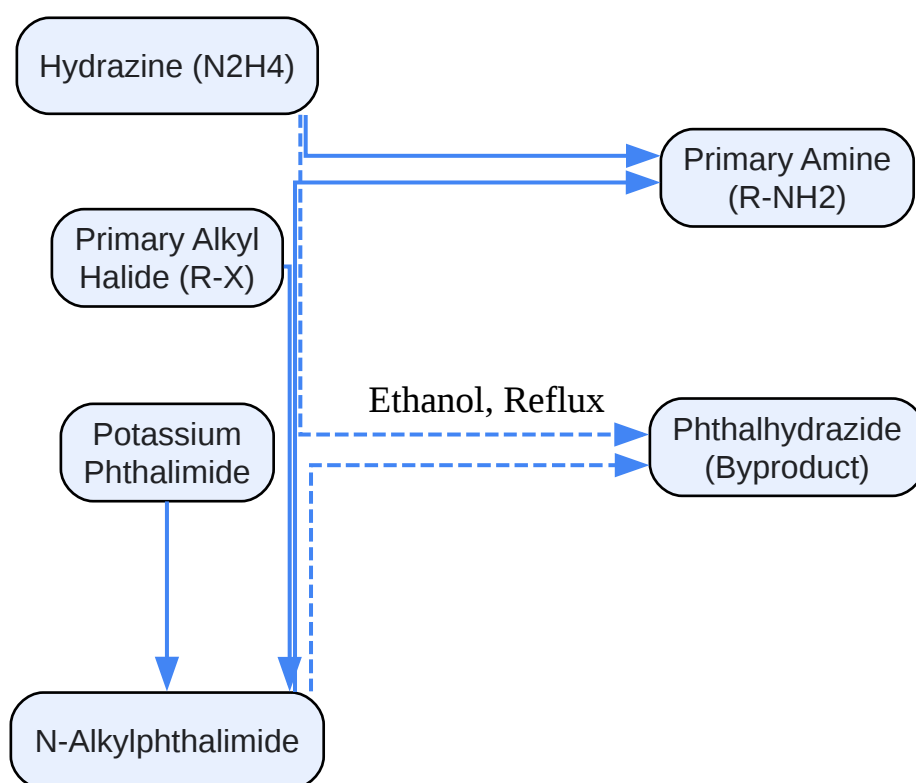 Hydrazine (N2H4)
Primary Amine
(R-NH2)
Primary Alkyl
Halide (R-X)
Ethanol, Reflux
Potassium
Phthalimide
Phthalhydrazide
(Byproduct)
N-Alkylphthalimide